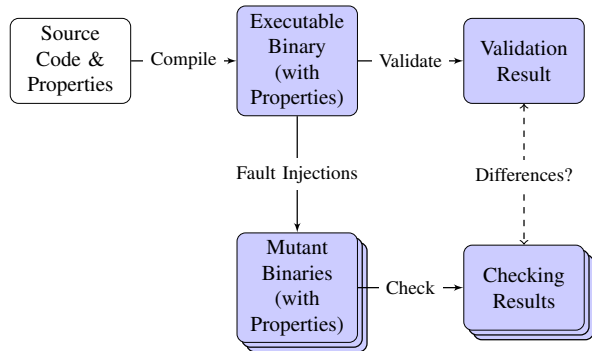 Source
Code &
Properties
Compile
Executable
Binary
(with
Properties)
Validate
Validation
Result
Fault Injections
Differences?
Mutant
Binaries
(with
Properties)
Check
Checking
Results